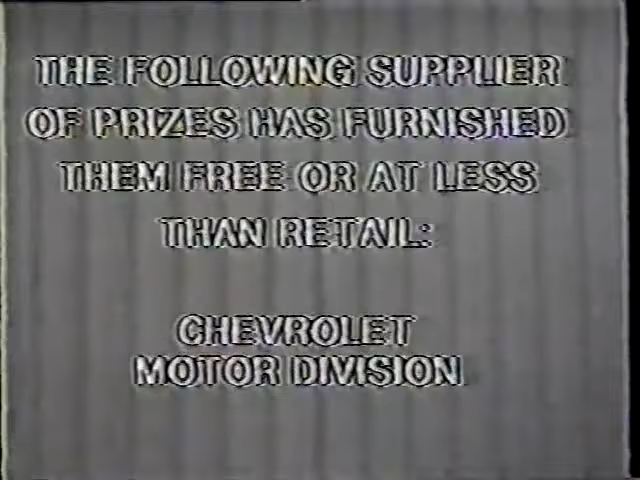 THE FOLLOWING SUPPLIER
OF PRIZES HAS FURNISHED
THEM FREE OR AT LESS
THAN RETAIL:
CHEVROLET
MOTOR DIVISION